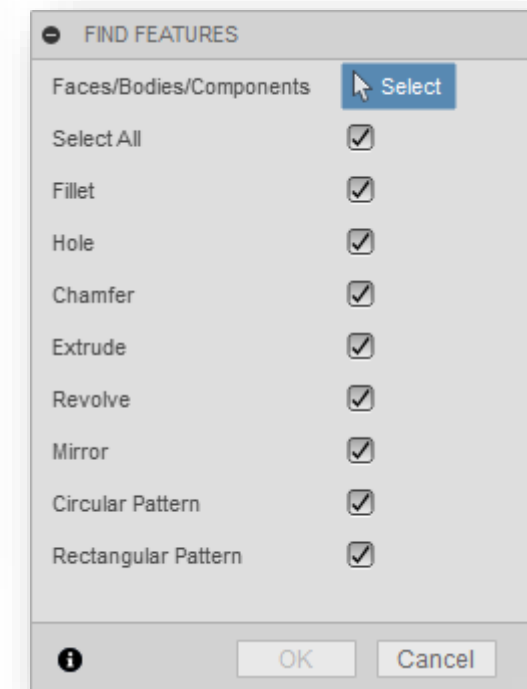 FIND FEATURES
Faces/Bodies/Components Select
Select All
Fillet
Hole
Chamfer
Extrude
Revolve
Mirror
Circular Pattern
Rectangular Pattern
OK Cancel